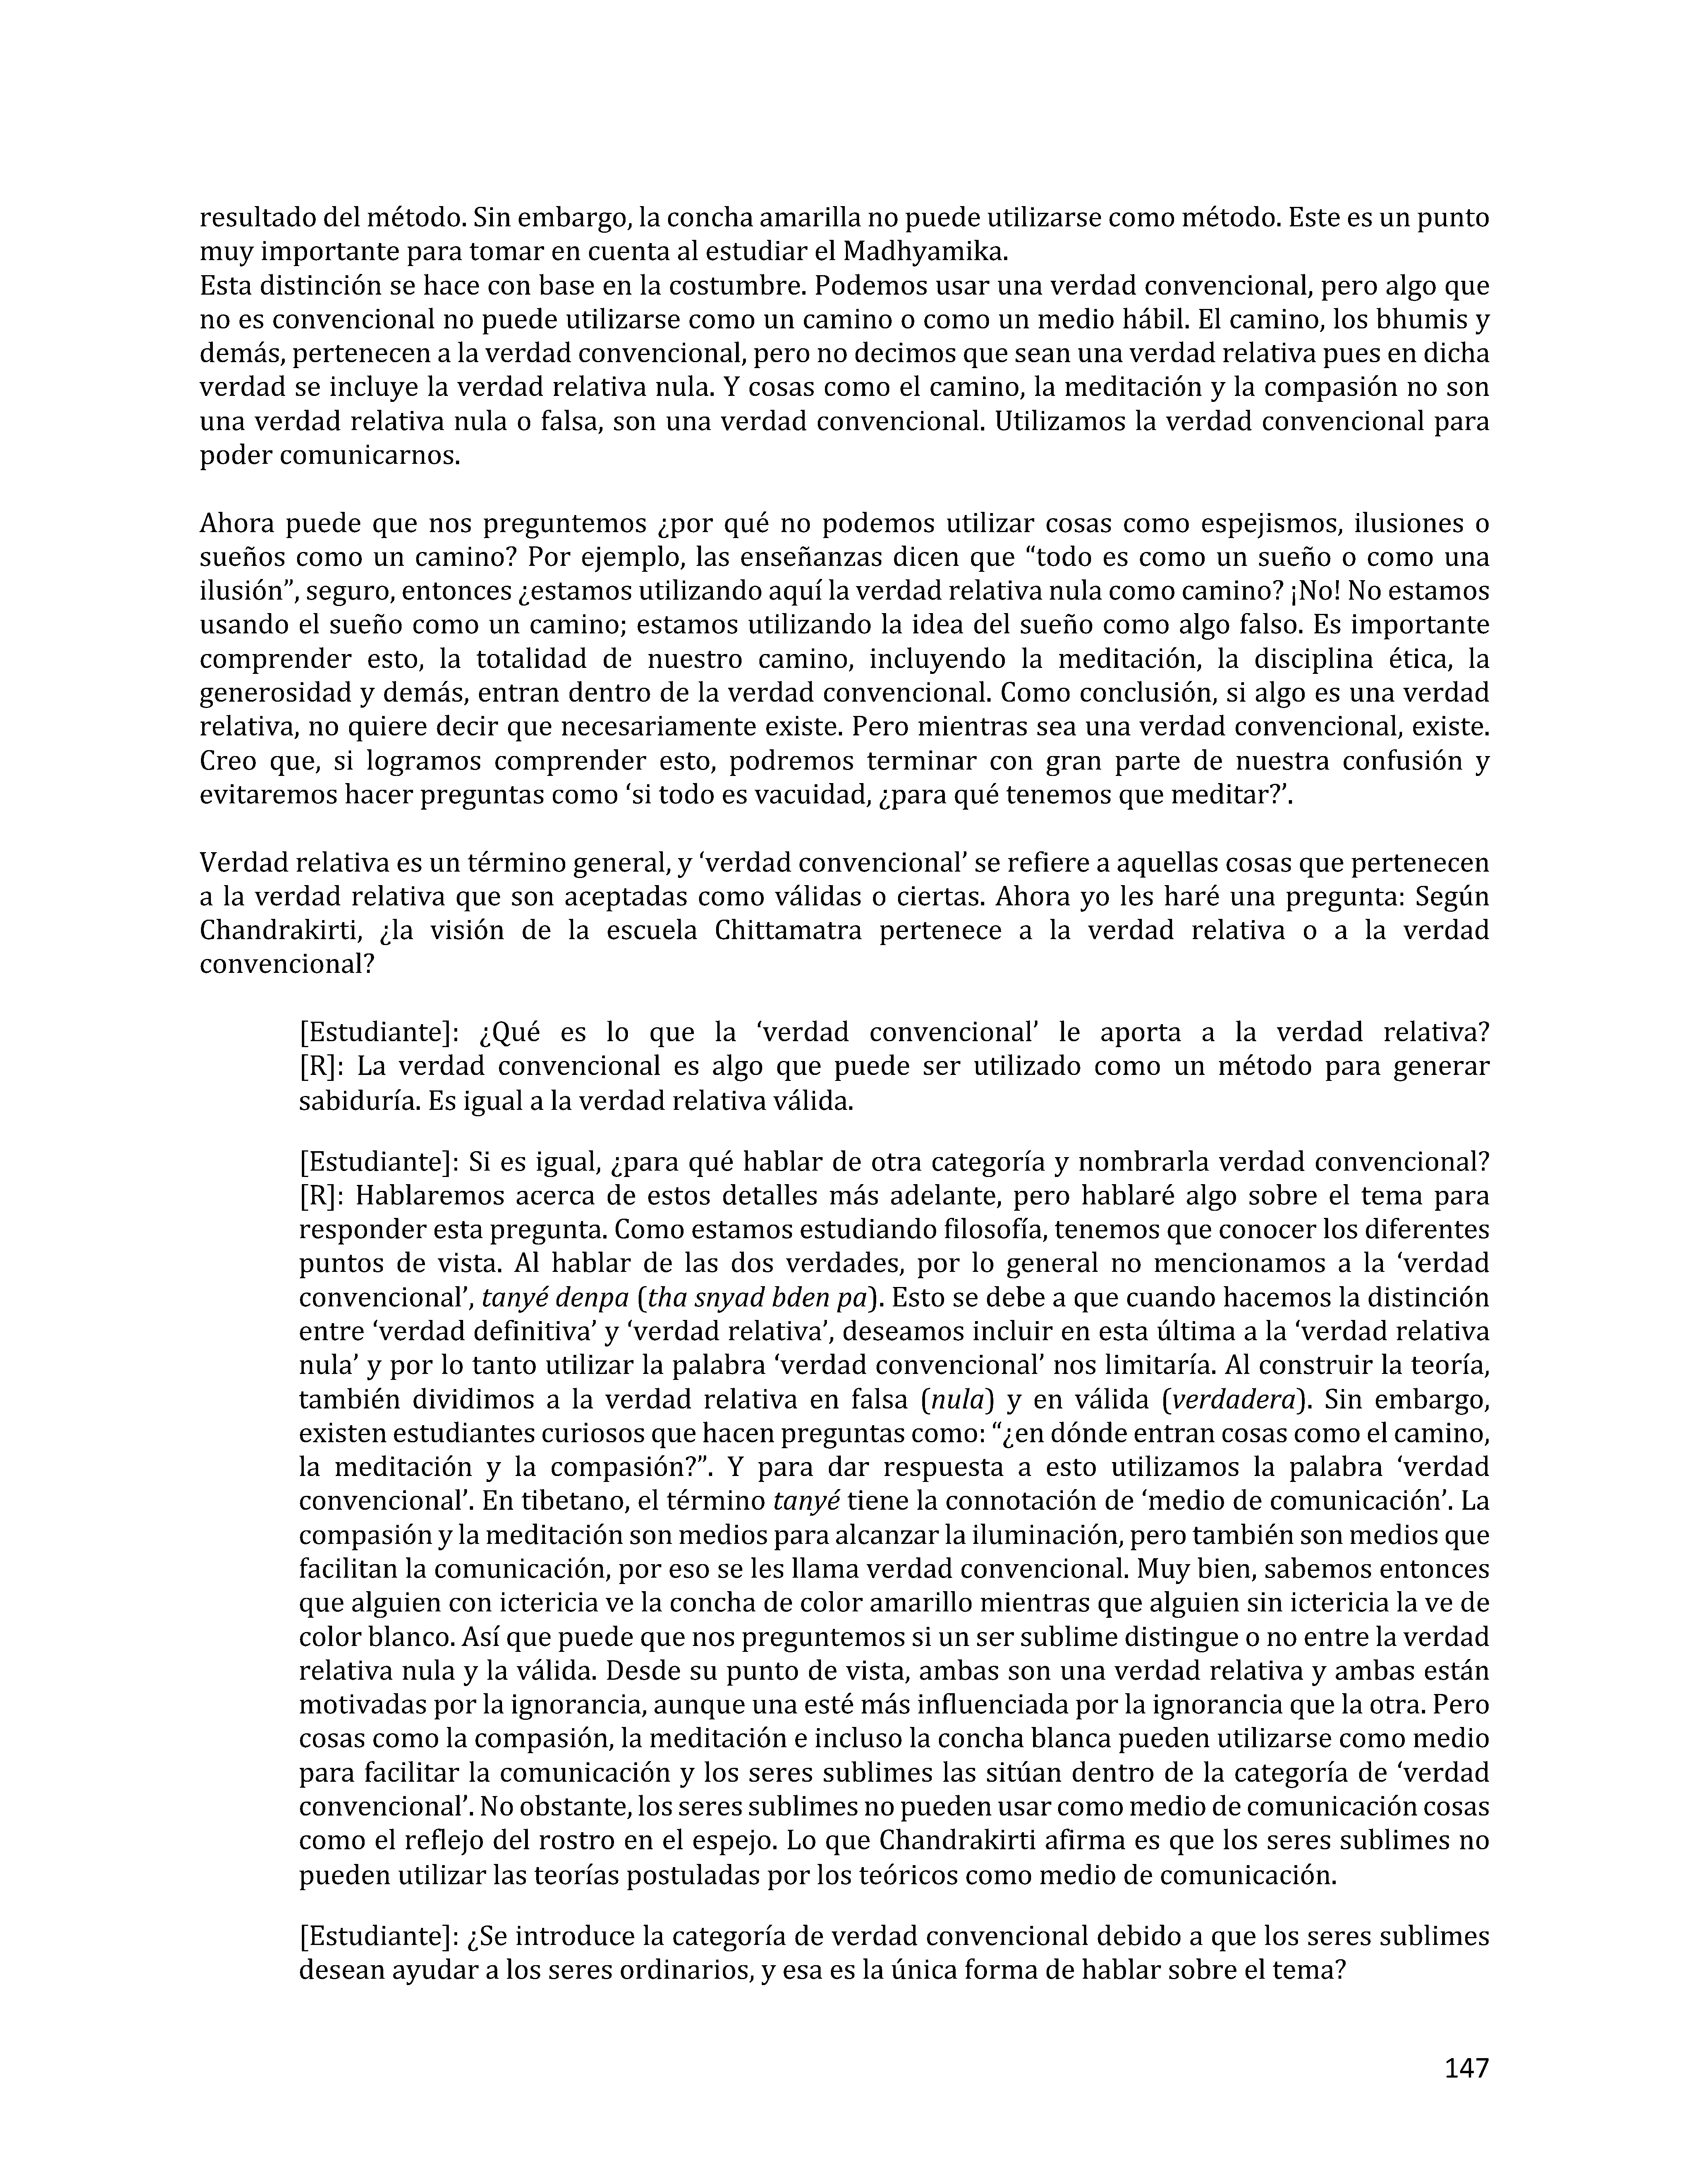 resultado del método. Sin embargo, la concha amarilla no puede utilizarse como método. Este es un punto
muy importante para tomar en cuenta al estudiar el Madhyamika.
Esta distinción se hace con base en la costumbre. Podemos usar una verdad convencional, pero algo que
no es convencional no puede utilizarse como un camino o como un medio hábil. El camino, los bhumis y
demás, pertenecen a la verdad convencional, pero no decimos que sean una verdad relativa pues en dicha
verdad se incluye la verdad relativa nula. Y cosas como el camino, la meditación y la compasión no son
una verdad relativa nula o falsa, son una verdad convencional. Utilizamos la verdad convencional para
poder comunicarnos.
Ahora puede que nos preguntemos ¿por qué no podemos utilizar cosas como espejismos, ilusiones o
sueños como un camino? Por ejemplo, las enseñanzas dicen que “todo es como un sueño o como una
ilusión”, seguro, entonces ¿estamos utilizando aquí la verdad relativa nula como camino? ¡No! No estamos
usando el sueño como un camino; estamos utilizando la idea del sueño como algo falso. Es importante
comprender esto, la totalidad de nuestro camino, incluyendo la meditación, la disciplina ética, la
generosidad y demás, entran dentro de la verdad convencional. Como conclusión, si algo es una verdad
relativa, no quiere decir que necesariamente existe. Pero mientras sea una verdad convencional, existe.
Creo que, si logramos comprender esto, podremos terminar con gran parte de nuestra confusión y
evitaremos hacer preguntas como ‘si todo es vacuidad, ¿para qué tenemos que meditar?’.
Verdad relativa es un término general, y ‘verdad convencional’ se refiere a aquellas cosas que pertenecen
a la verdad relativa que son aceptadas como válidas o ciertas. Ahora yo les haré una pregunta: Según
Chandrakirti, ¿la visión de la escuela Chittamatra pertenece a la verdad relativa o a la verdad
convencional?
[Estudiante]: ¿Qué es lo que la ‘verdad convencional’ le aporta a la verdad relativa?
[R]: La verdad convencional es algo que puede ser utilizado como un método para generar
sabiduría. Es igual a la verdad relativa válida.
[Estudiante]: Si es igual, ¿para qué hablar de otra categoría y nombrarla verdad convencional?
[R]: Hablaremos acerca de estos detalles más adelante, pero hablaré algo sobre el tema para
responder esta pregunta. Como estamos estudiando filosofía, tenemos que conocer los diferentes
puntos de vista. Al hablar de las dos verdades, por lo general no mencionamos a la ‘verdad
convencional’, tanyé denpa (tha snyad bden pa). Esto se debe a que cuando hacemos la distinción
entre ‘verdad definitiva’ y ‘verdad relativa’, deseamos incluir en esta última a la ‘verdad relativa
nula’ y por lo tanto utilizar la palabra ‘verdad convencional’ nos limitaría. Al construir la teoría,
también dividimos a la verdad relativa en falsa (nula) y en válida (verdadera). Sin embargo,
existen estudiantes curiosos que hacen preguntas como: “¿en dónde entran cosas como el camino,
la meditación y la compasión?”. Y para dar respuesta a esto utilizamos la palabra ‘verdad
convencional’. En tibetano, el término tanyé tiene la connotación de ‘medio de comunicación’. La
compasión y la meditación son medios para alcanzar la iluminación, pero también son medios que
facilitan la comunicación, por eso se les llama verdad convencional. Muy bien, sabemos entonces
que alguien con ictericia ve la concha de color amarillo mientras que alguien sin ictericia la ve de
color blanco. Así que puede que nos preguntemos si un ser sublime distingue o no entre la verdad
relativa nula y la válida. Desde su punto de vista, ambas son una verdad relativa y ambas están
motivadas por la ignorancia, aunque una esté más influenciada por la ignorancia que la otra. Pero
cosas como la compasión, la meditación e incluso la concha blanca pueden utilizarse como medio
para facilitar la comunicación y los seres sublimes las sitúan dentro de la categoría de ‘verdad
convencional’. No obstante, los seres sublimes no pueden usar como medio de comunicación cosas
como el reflejo del rostro en el espejo. Lo que Chandrakirti afirma es que los seres sublimes no
pueden utilizar las teorías postuladas por los teóricos como medio de comunicación.
[Estudiante]: ¿Se introduce la categoría de verdad convencional debido a que los seres sublimes
desean ayudar a los seres ordinarios, y esa es la única forma de hablar sobre el tema?
147